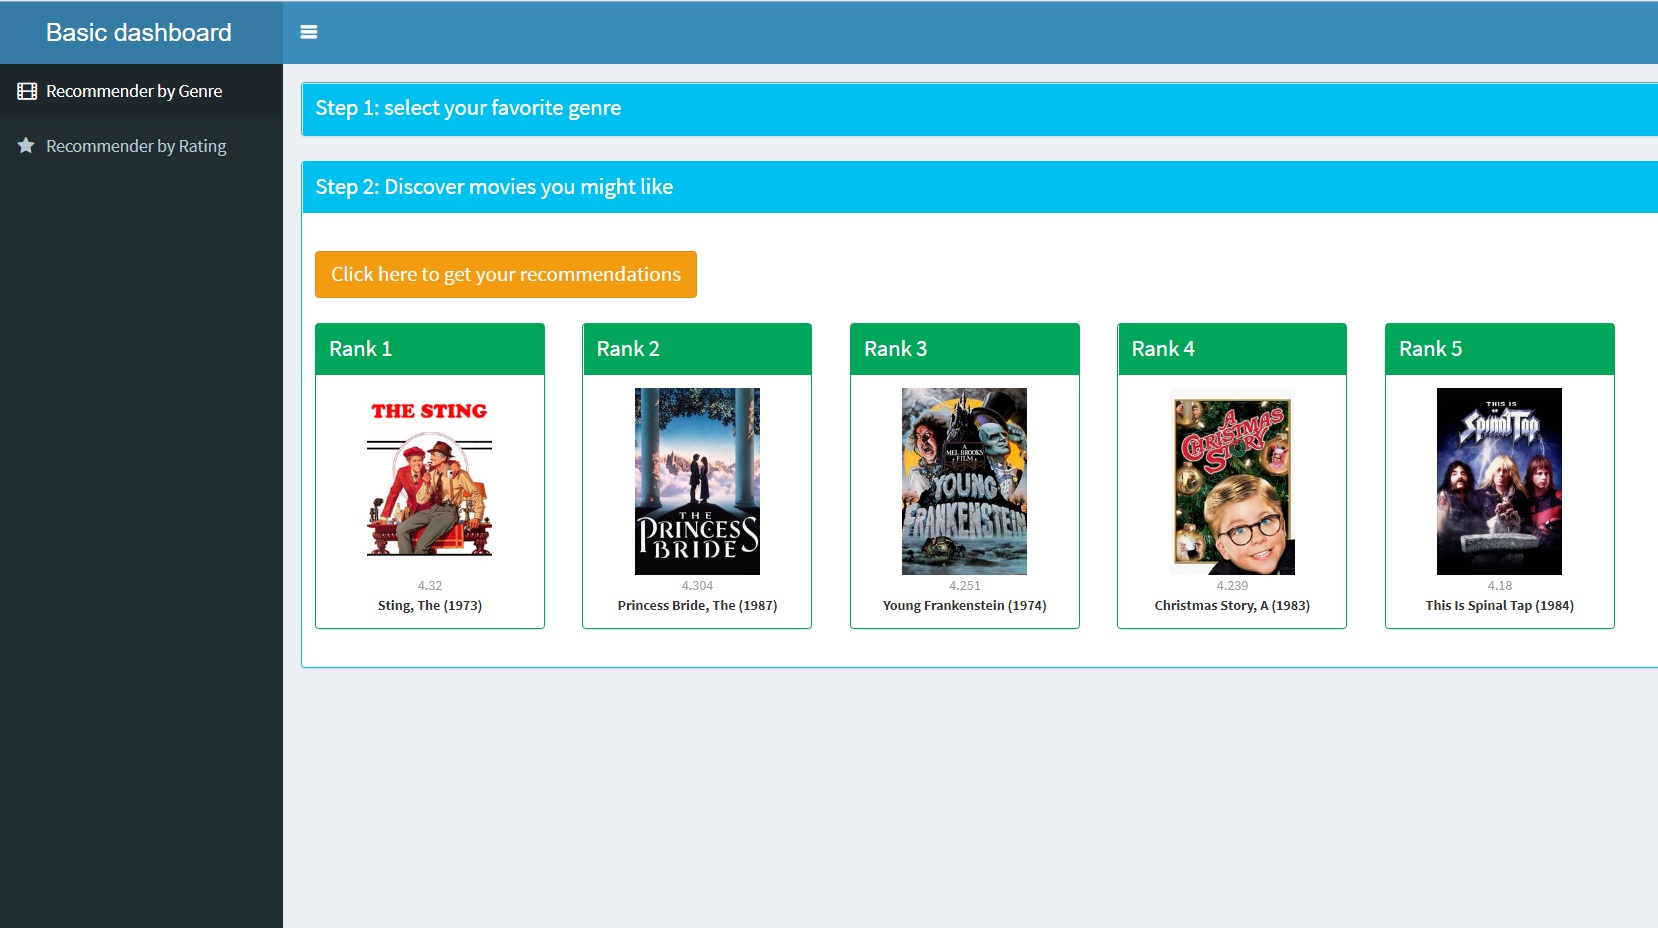 Basic dashboard
Recommender by Genre
Recommender by Rating
Step 1: select your favorite genre
Step 2: Discover movies you might like
Click here to get your recommendations
Rank 1
THE STING
4.32
Sting, The (1973)
Rank 2
THE
PRINCESS
BRIDE
4.304
Princess Bride, The (1987)
Rank 3
A
MEL BROOKS
FILM
YOUNG
FRANKENSTEIN
4.251
Young Frankenstein (1974)
Rank 4
A
CHRISTMAS
STORY
4.239
Christmas Story, A (1983)
Rank 5
THIS IS
Spın̈al Tap
4.18
This Is Spinal Tap (1984)